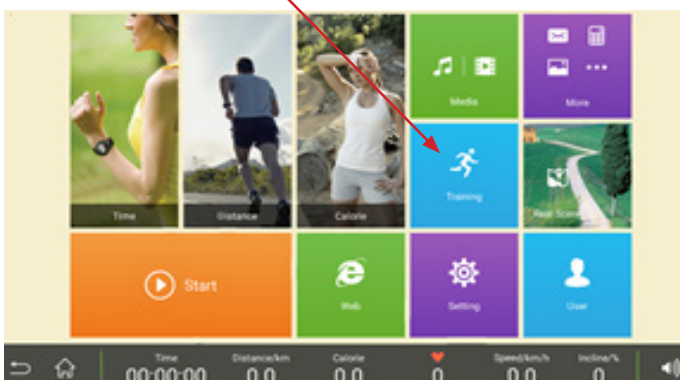 Media
More
Time
Distance
Calorie
Training
Real Scene
Start
Web
Setting
User
Time
Distance/km
Calorie
Speed/km/h
Incline/%
00:00:00
0.0
0.0
0
0.0
0